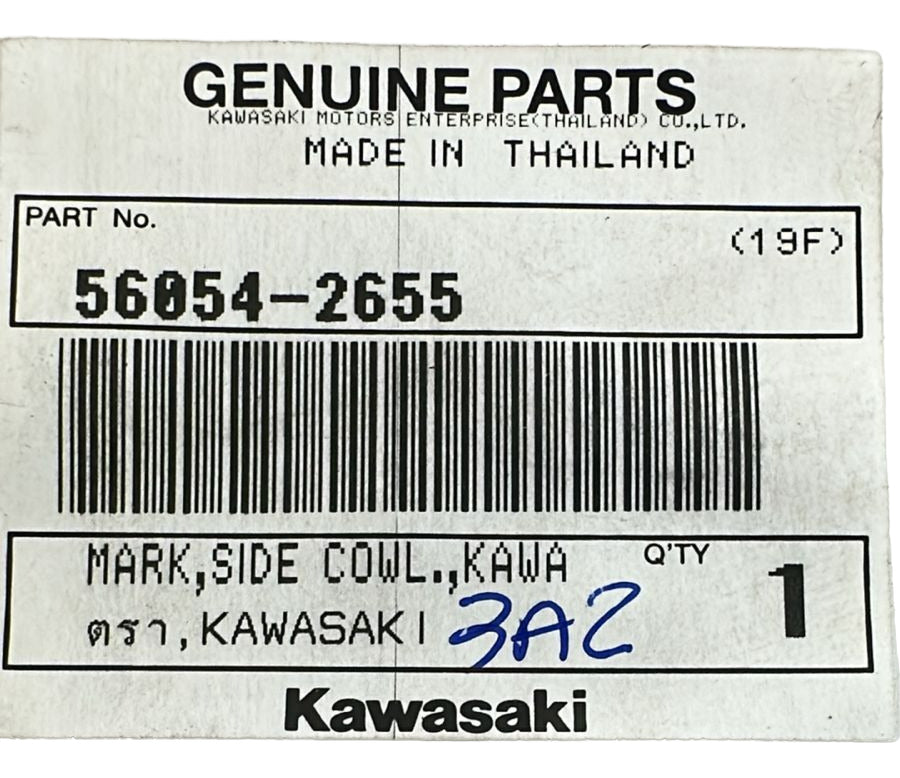 GENUINE PARTS
KAWASAKI MOTORS ENTERPRISE(THAILAND) CO.,LTD.
MADE IN THAILAND
PART No.
(19F)
56054-2655
MARK,SIDE COWL.,KAWA Q'TY 1
ตรา,KAWASAKI 3A2
Kawasaki